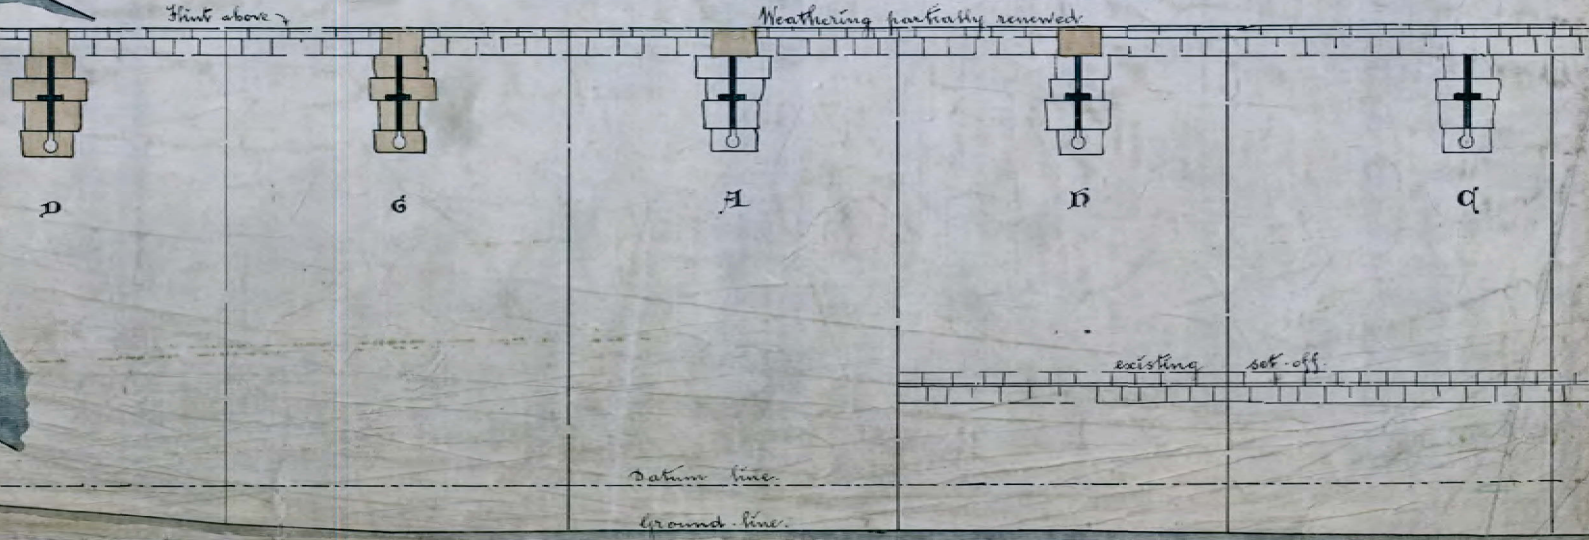 Flint above
Weathering partially renewed
D
G
A
H
C
existing set-off.
Datum line.
Ground-line.